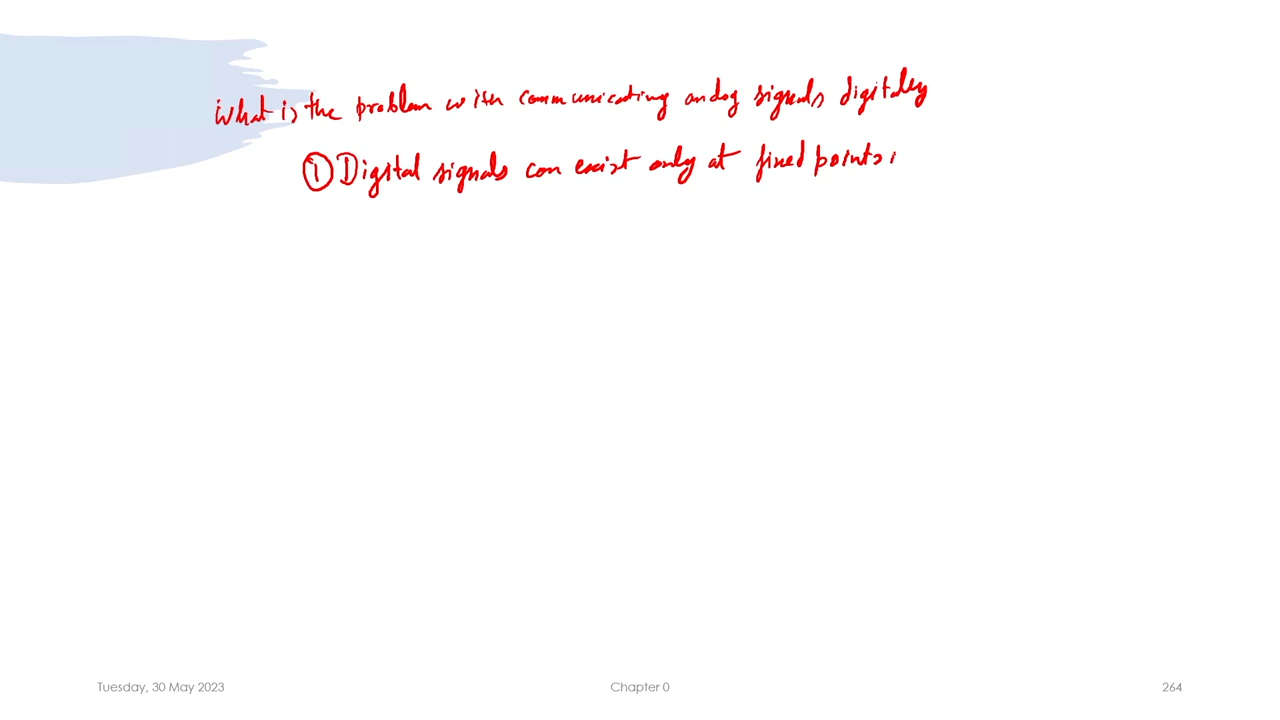 What is the problem with communicating analog signals digitally
① Digital signals can exist only at fixed points i
Tuesday, 30 May 2023
Chapter 0
264